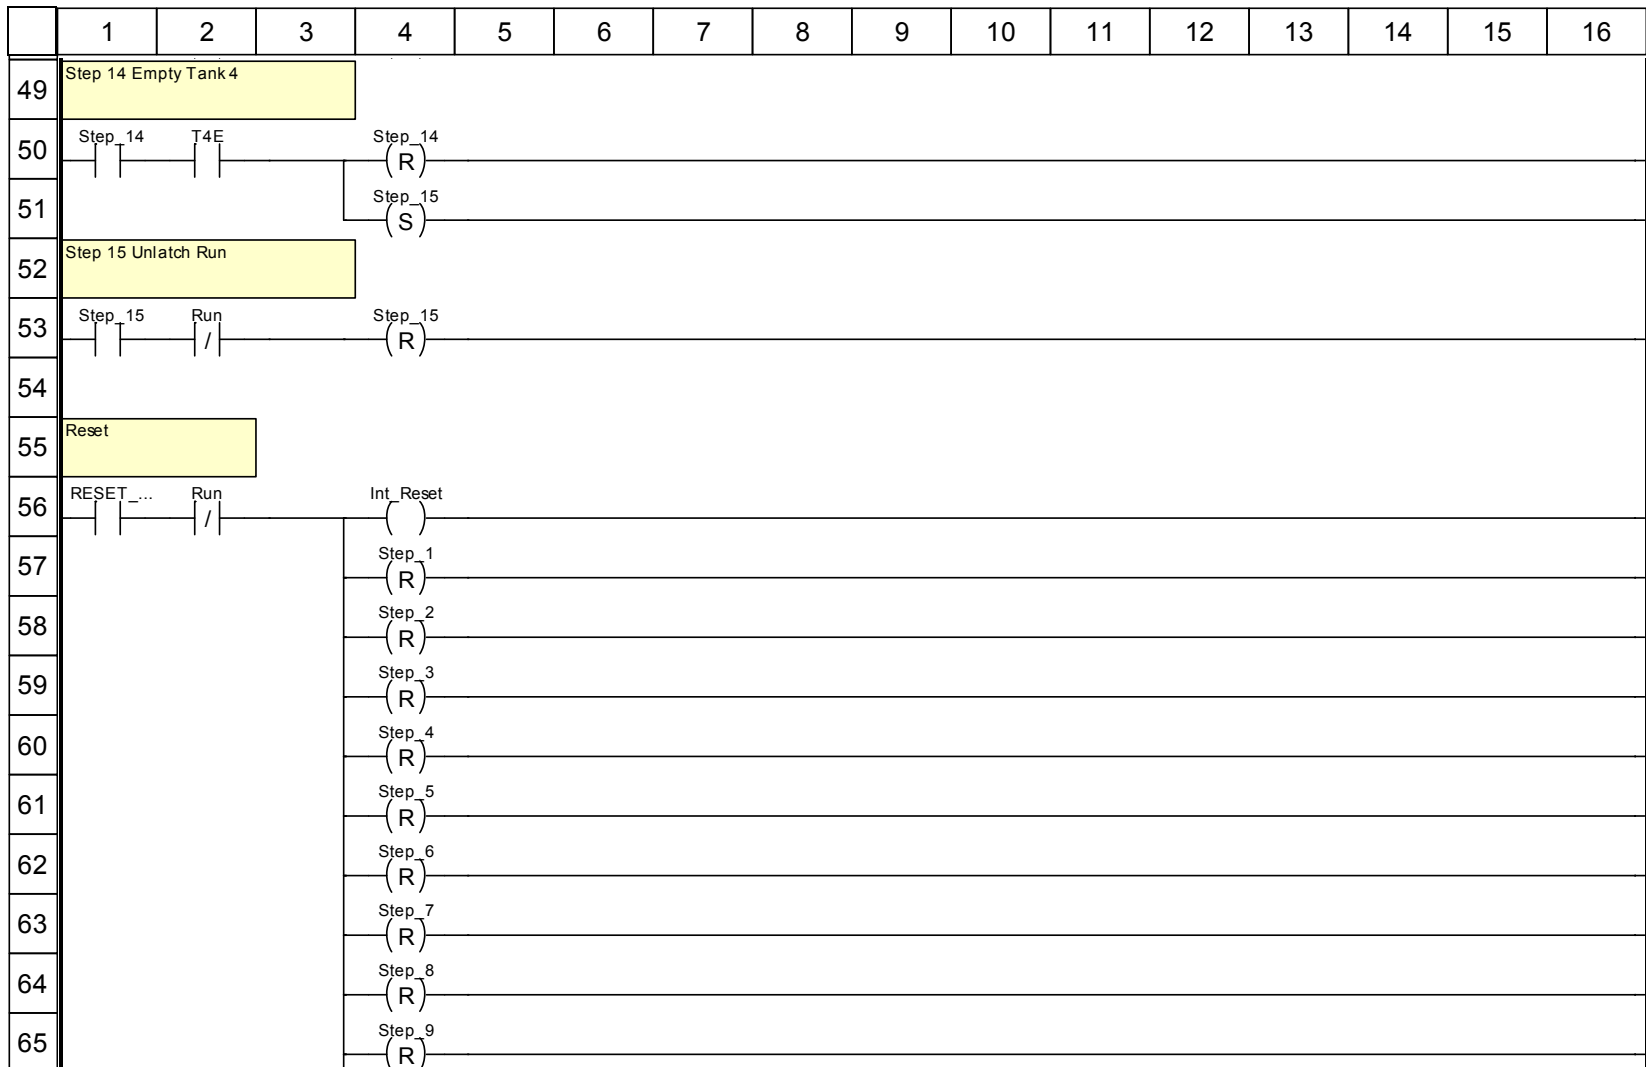 1 2 3 4 5 6 7 8 9 10 11 12 13 14 15 16
49 Step 14 Empty Tank 4
Step_14 T4E Step_14
50 R
Step_15
51 S
52 Step 15 Unlatch Run
Step_15 Run Step_15
53 / R
54
55 Reset
RESET_... Run Int_Reset
56 /
Step_1
57 R
Step_2
58 R
Step_3
59 R
Step_4
60 R
Step_5
61 R
Step_6
62 R
Step_7
63 R
Step_8
64 R
Step_9
65 R